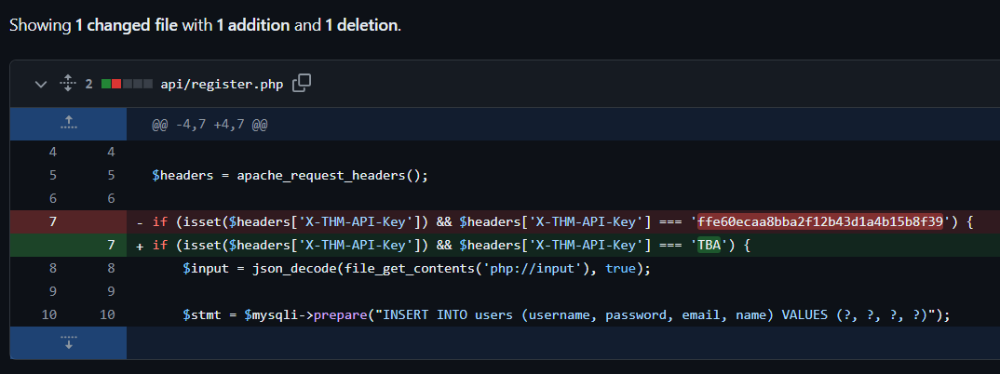 Showing 1 changed file with 1 addition and 1 deletion.
2 api/register.php
@@ -4,7 +4,7 @@
4 4
5 5 $headers = apache_request_headers();
6 6
7 - if (isset($headers['X-THM-API-Key']) && $headers['X-THM-API-Key'] === 'ffe60ecaa8bba2f12b43d1a4b15b8f39') {
7 + if (isset($headers['X-THM-API-Key']) && $headers['X-THM-API-Key'] === 'TBA') {
8 8 $input = json_decode(file_get_contents('php://input'), true);
9 9
10 10 $stmt = $mysqli->prepare("INSERT INTO users (username, password, email, name) VALUES (?, ?, ?, ?)");